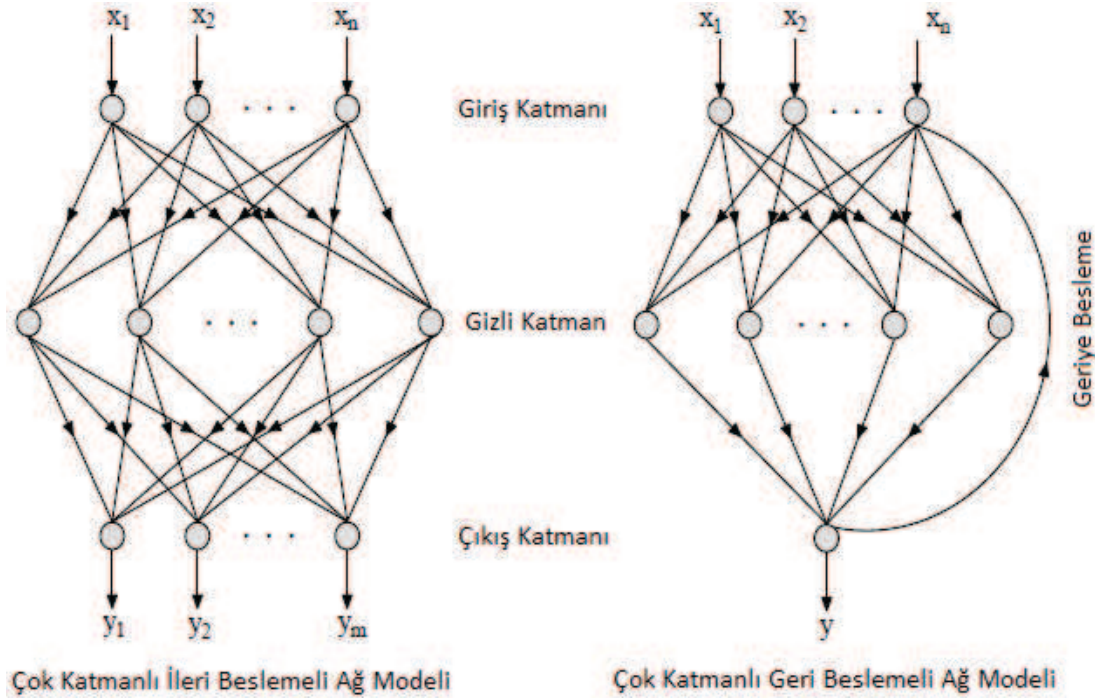 x₁ x₂ xₙ
x₁ x₂ xₙ
Giriş Katmanı
Gizli Katman
Geriye Besleme
Çıkış Katmanı
y₁ y₂ yₘ
y
Çok Katmanlı İleri Beslemeli Ağ Modeli
Çok Katmanlı Geri Beslemeli Ağ Modeli